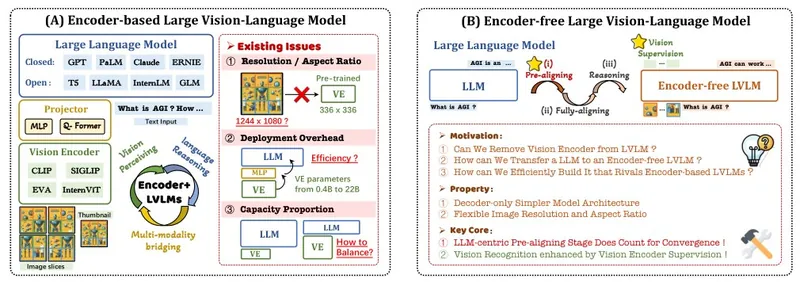 (A) Encoder-based Large Vision-Language Model
Large Language Model
Closed: GPT PaLM Claude ERNIE
Open : T5 LLaMA InternLM GLM
Projector
MLP Q- Former
What is AGI ? How ...
Text Input
Vision Encoder
CLIP SIGLIP
EVA InternViT
Thumbnail
Image slices
Vision Perceiving
language Reasoning
Encoder+ LVLMs
Multi-modality bridging
Existing Issues
① Resolution / Aspect Ratio
Pre-trained
VE
1244 x 1080 ?
336 x 336
② Deployment Overhead
LLM
Efficiency ?
MLP
VE
VE parameters from 0.4B to 22B
③ Capacity Proportion
LLM
LLM
VE
VE
How to Balance?
(B) Encoder-free Large Vision-Language Model
Large Language Model
Vision Supervision
AGI is an ...
(i)
Pre-aligning
(iii)
Reasoning
AGI can work ...
LLM
Encoder-free LVLM
What is AGI ?
(ii) Fully-aligning
What is AGI ?
Motivation:
① Can We Remove Vision Encoder from LVLM ?
② How can We Transfer a LLM to an Encoder-free LVLM ?
③ How can We Efficiently Build It that Rivals Encoder-based LVLMs ?
Property:
① Decoder-only Simpler Model Architecture
② Flexible Image Resolution and Aspect Ratio
Key Core:
① LLM-centric Pre-aligning Stage Does Count for Convergence !
② Vision Recognition enhanced by Vision Encoder Supervision !